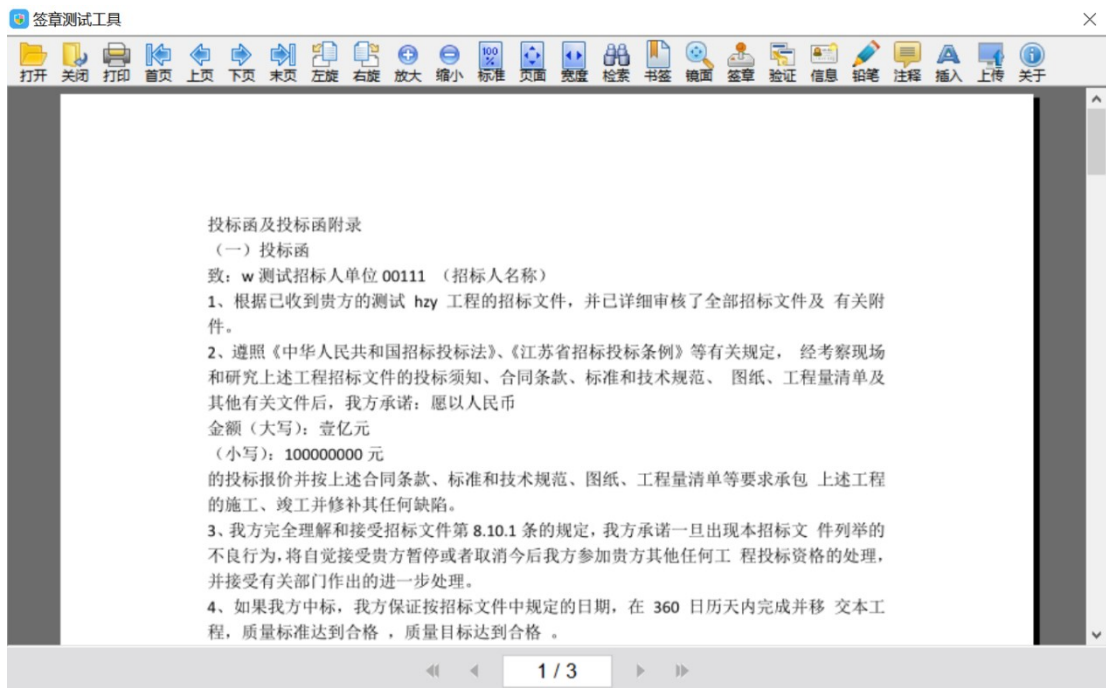 签章测试工具
打开 关闭 打印 首页 上页 下页 末页 左旋 右旋 放大 缩小 标准 页面 宽度 检索 书签 镜面 签章 验证 信息 铅笔 注释 插入 上传 关于
100 %
投标函及投标函附录
（一）投标函
致：w 测试招标人单位 00111 （招标人名称）
1、根据已收到贵方的测试 hzy 工程的招标文件，并已详细审核了全部招标文件及 有关附
件。
2、遵照《中华人民共和国招标投标法》、《江苏省招标投标条例》等有关规定， 经考察现场
和研究上述工程招标文件的投标须知、合同条款、标准和技术规范、 图纸、工程量清单及
其他有关文件后，我方承诺：愿以人民币
金额（大写）：壹亿元
（小写）：100000000 元
的投标报价并按上述合同条款、标准和技术规范、图纸、工程量清单等要求承包 上述工程
的施工、竣工并修补其任何缺陷。
3、我方完全理解和接受招标文件第 8.10.1 条的规定，我方承诺一旦出现本招标文 件列举的
不良行为，将自觉接受贵方暂停或者取消今后我方参加贵方其他任何工 程投标资格的处理，
并接受有关部门作出的进一步处理。
4、如果我方中标，我方保证按招标文件中规定的日期，在 360 日历天内完成并移 交本工
程，质量标准达到合格 ，质量目标达到合格 。
1 / 3